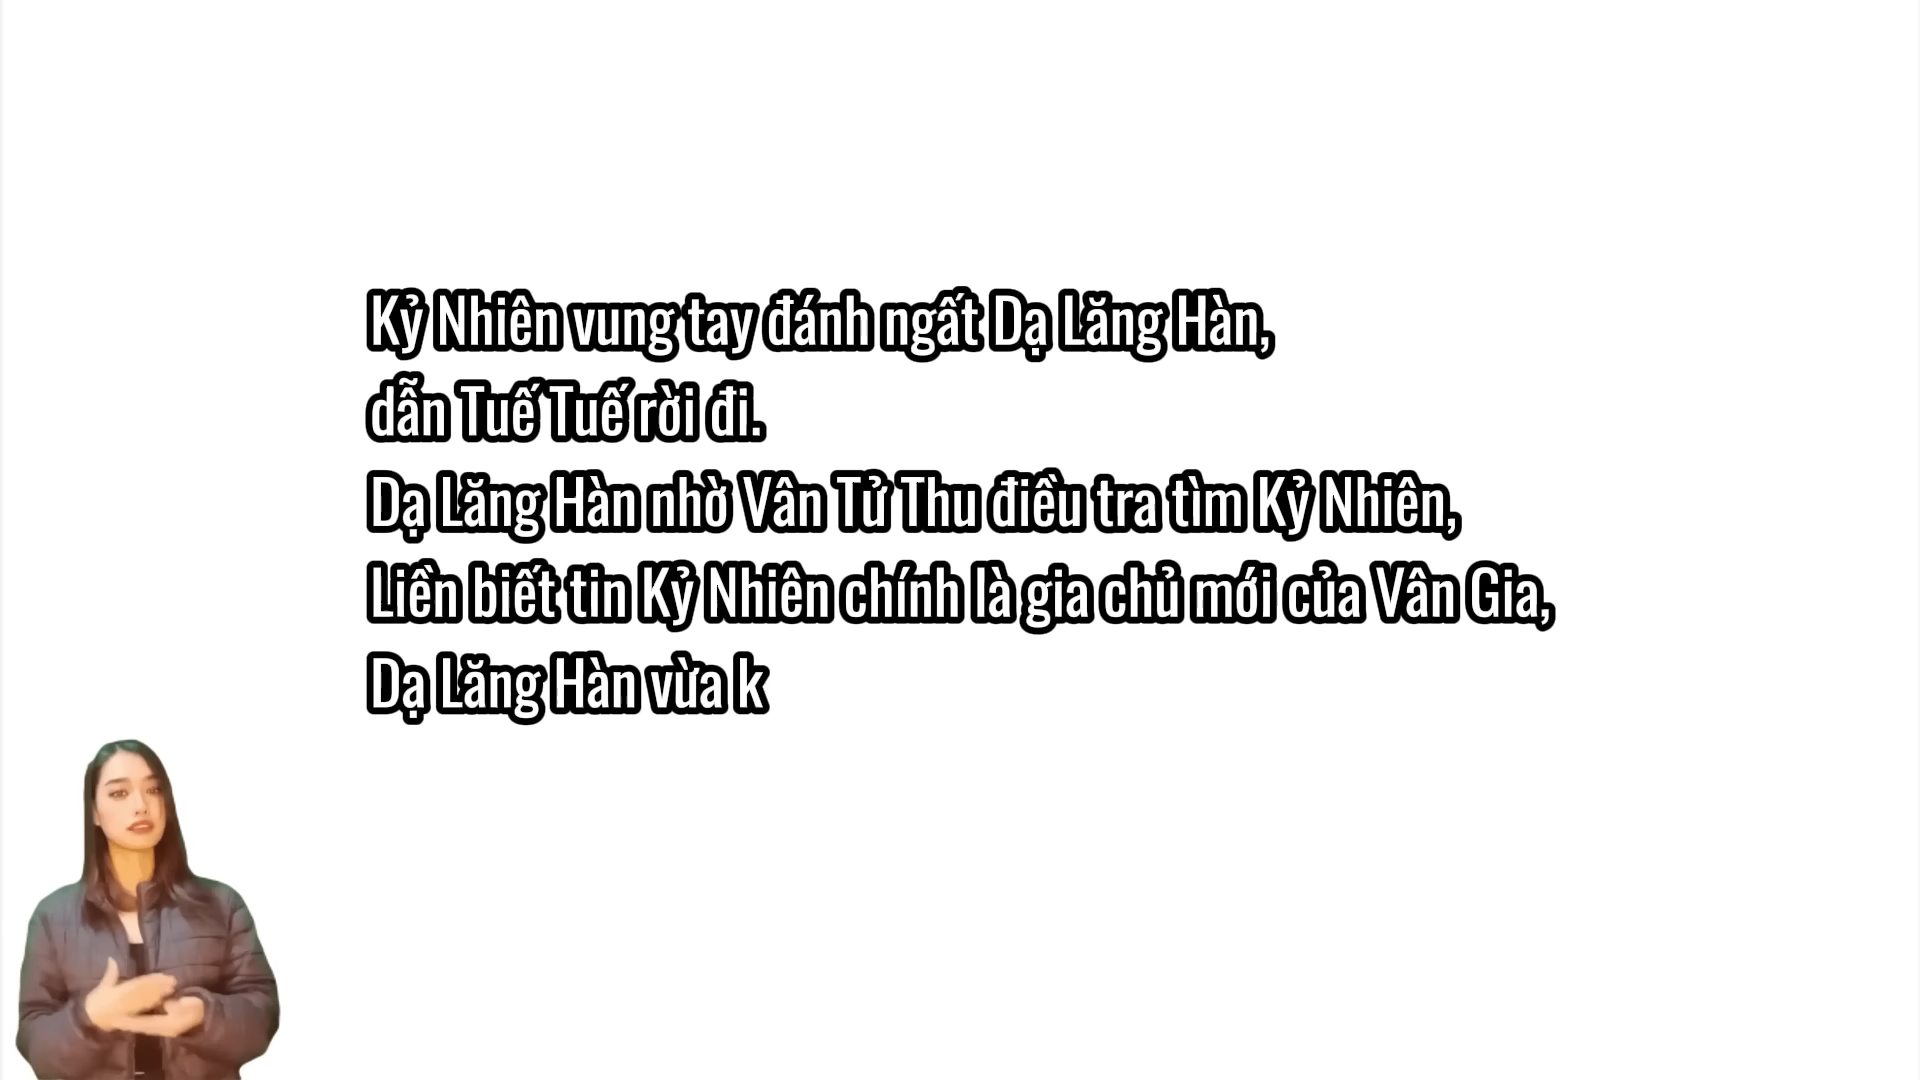 Kỷ Nhiên vung tay đánh ngất Dạ Lăng Hàn,
dẫn Tuế Tuế rời đi.
Dạ Lăng Hàn nhờ Vân Tử Thu điều tra tìm Kỷ Nhiên,
Liền biết tin Kỷ Nhiên chính là gia chủ mới của Vân Gia,
Dạ Lăng Hàn vừa k